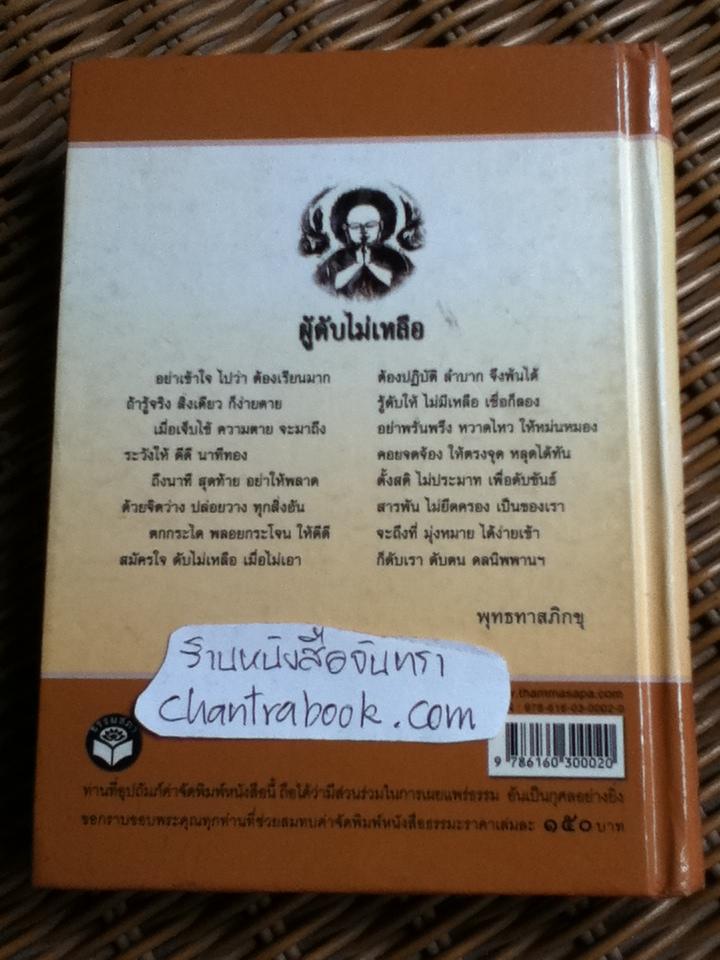 ผู้ดับไม่เหลือ
อย่าเข้าใจ ไปว่า ต้องเรียนมาก ต้องปฏิบัติ ลำบาก จึงพ้นได้
ถ้ารู้จริง สิ่งเดียว ก็ง่ายดาย รู้ดับให้ ไม่มีเหลือ เชื่อก็ลอง
เมื่อเจ็บไข้ ความตาย จะมาถึง อย่าพรั่นพรึง หวาดไหว ให้หม่นหมอง
ระวังให้ ดีดี นาทีทอง คอยจดจ้อง ให้ตรงจุด หลุดได้ทัน
ถึงนาที สุดท้าย อย่าให้พลาด ตั้งสติ ไม่ประมาท เพื่อดับขันธ์
ด้วยจิตว่าง ปล่อยวาง ทุกสิ่งอัน สารพัน ไม่ยึดครอง เป็นของเรา
ตกกระได พลอยกระโจน ให้ดีดี จะถึงที่ มุ่งหมาย ได้ง่ายเข้า
สมัครใจ ดับไม่เหลือ เมื่อไม่เอา ก็ดับเรา ดับตน ดลนิพพานฯ
พุทธทาสภิกขุ
ร้านหนังสือจันทรา
chantrabook.com
.thammasapa.com
: 978-616-03-0002-0
9 786160 300020
ธรรมสภา
ท่านที่อุปถัมภ์ค่าจัดพิมพ์หนังสือนี้ ถือได้ว่ามีส่วนร่วมในการเผยแพร่ธรรม อันเป็นกุศลอย่างยิ่ง
ขอกราบขอบพระคุณทุกท่านที่ช่วยสมทบค่าจัดพิมพ์หนังสือธรรมะราคาเล่มละ ๑๕๐ บาท